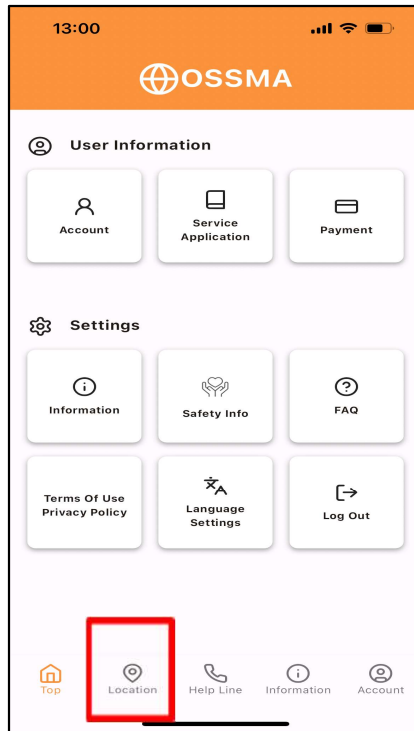 13:00
OSSMA
User Information
Account
Service
Application
Payment
Settings
Information
Safety Info
FAQ
Terms Of Use
Privacy Policy
Language
Settings
Log Out
Top
Location
Help Line
Information
Account